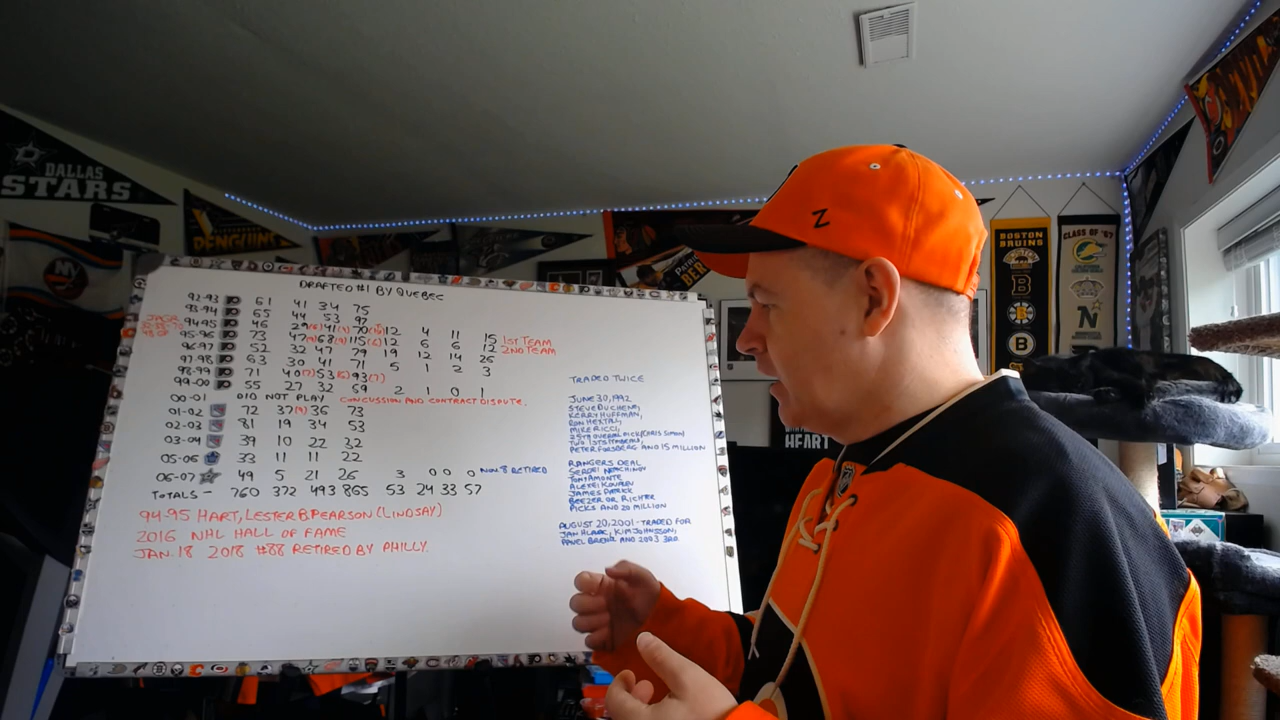 DALLAS
STARS
PENGUINS
BOSTON
BRUINS
B
B
CLASS OF '67
N
PATRI
BER
Z
HEART
NY
DRAFTED #1 BY QUEBEC
92-93 61 41 34 75
93-94 65 44 53 97
94-95 46 29 41 70 12 4 11 15 1ST TEAM
95-96 73 47 68 115 12 6 6 12 2ND TEAM
96-97 52 32 47 79 19 12 14 26
97-98 63 30 41 71 5 1 2 3
98-99 71 40 53 93
99-00 55 27 32 59 2 1 0 1
00-01 DID NOT PLAY CONCUSSION AND CONTRACT DISPUTE.
01-02 72 37 36 73
02-03 81 19 34 53
03-04 39 10 22 32
05-06 33 11 11 22
06-07 49 5 21 26 3 0 0 0 NOV 8 RETIRED
TOTALS - 760 372 493 865 53 24 33 57
94-95 HART, LESTER B. PEARSON (LINDSAY)
2016 NHL HALL OF FAME
JAN. 18 2018 #88 RETIRED BY PHILLY.
JAGR
TRADED TWICE
JUNE 30, 1992
STEVE DUCHENE,
KERRY HUFFMAN,
RON HEXTALL,
MIKE RICCI,
PETER FORSBERG AND 15 MILLION
RANGERS DEAL
SERGEI NEMCHINOV
TONY AMONTE
ALEXEI KOVALEV
JAMES PATRICK
BEEZER OR RICHTER
PICKS AND 20 MILLION
AUGUST 20, 2001 - TRADED FOR
JAN HLAVAC, KIM JOHNSSON,
PAVEL BRENDL AND 2003 3RD